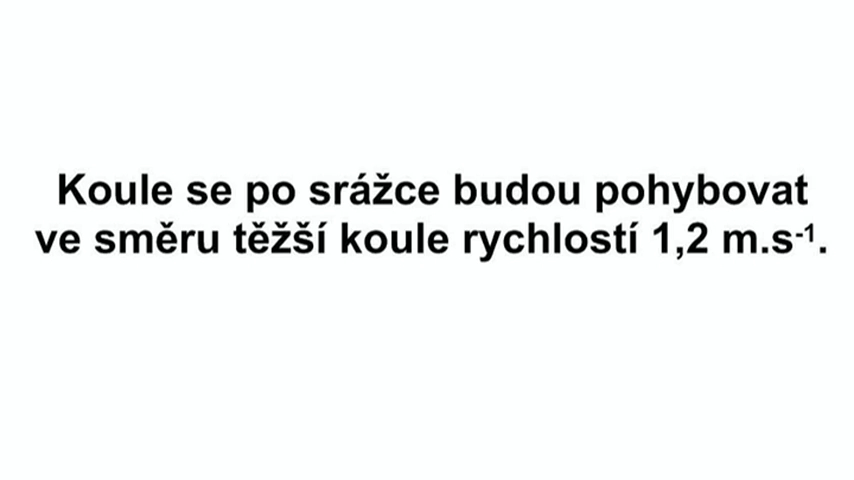 Koule se po srážce budou pohybovat
ve směru těžší koule rychlostí 1,2 m.s⁻¹.